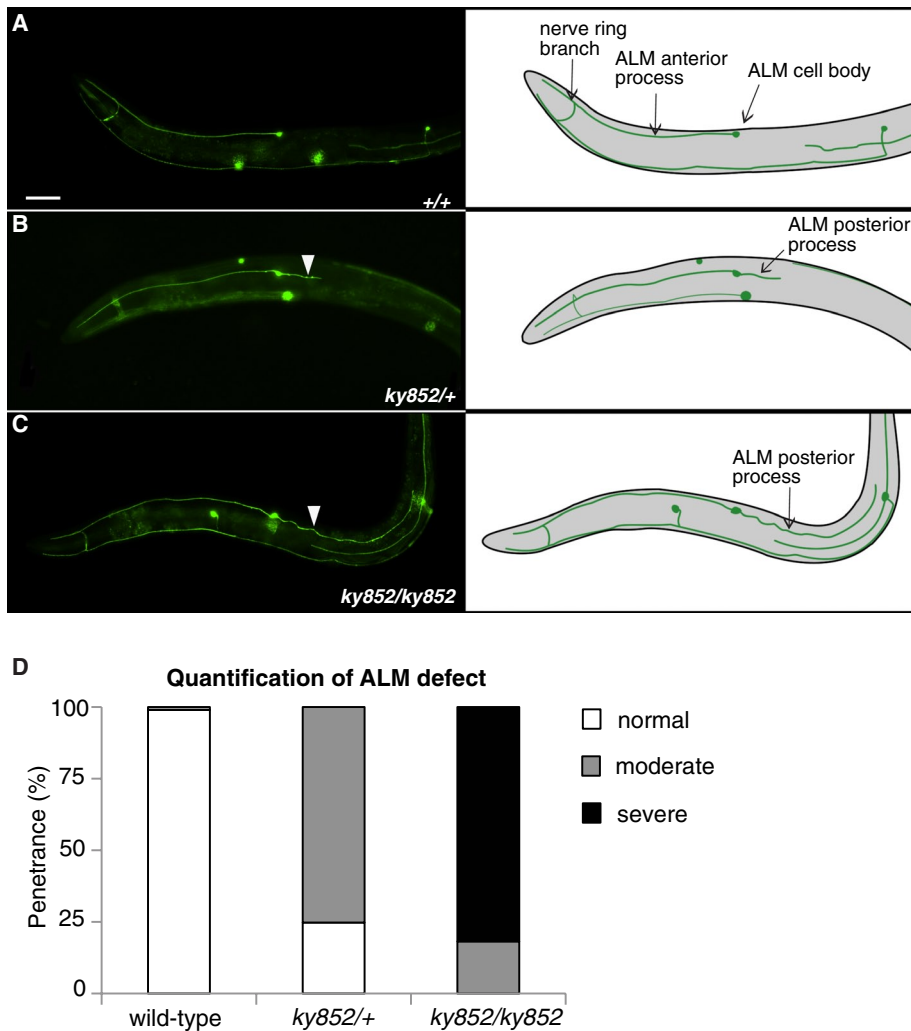 A
nerve ring
branch
ALM anterior
process
ALM cell body
+/+
B
ALM posterior
process
ky852/+
C
ALM posterior
process
ky852/ky852
D
Quantification of ALM defect
Penetrance (%)
100
75
50
25
0
wild-type
ky852/+
ky852/ky852
normal
moderate
severe